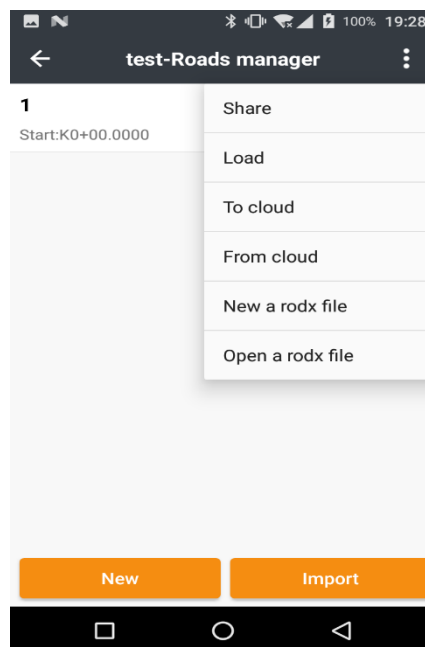 100% 19:28
test-Roads manager
1
Start:K0+00.0000
Share
Load
To cloud
From cloud
New a rodx file
Open a rodx file
New
Import